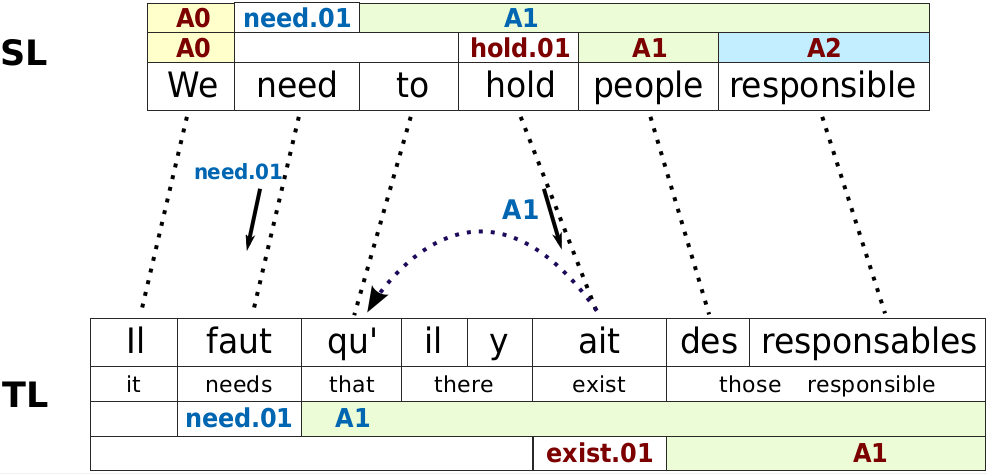 A0 need.01 A1
SL
A0 hold.01 A1 A2
We need to hold people responsible
need.01
A1
Il faut qu' il y ait des responsables
it needs that there exist those responsible
TL
need.01 A1
exist.01 A1